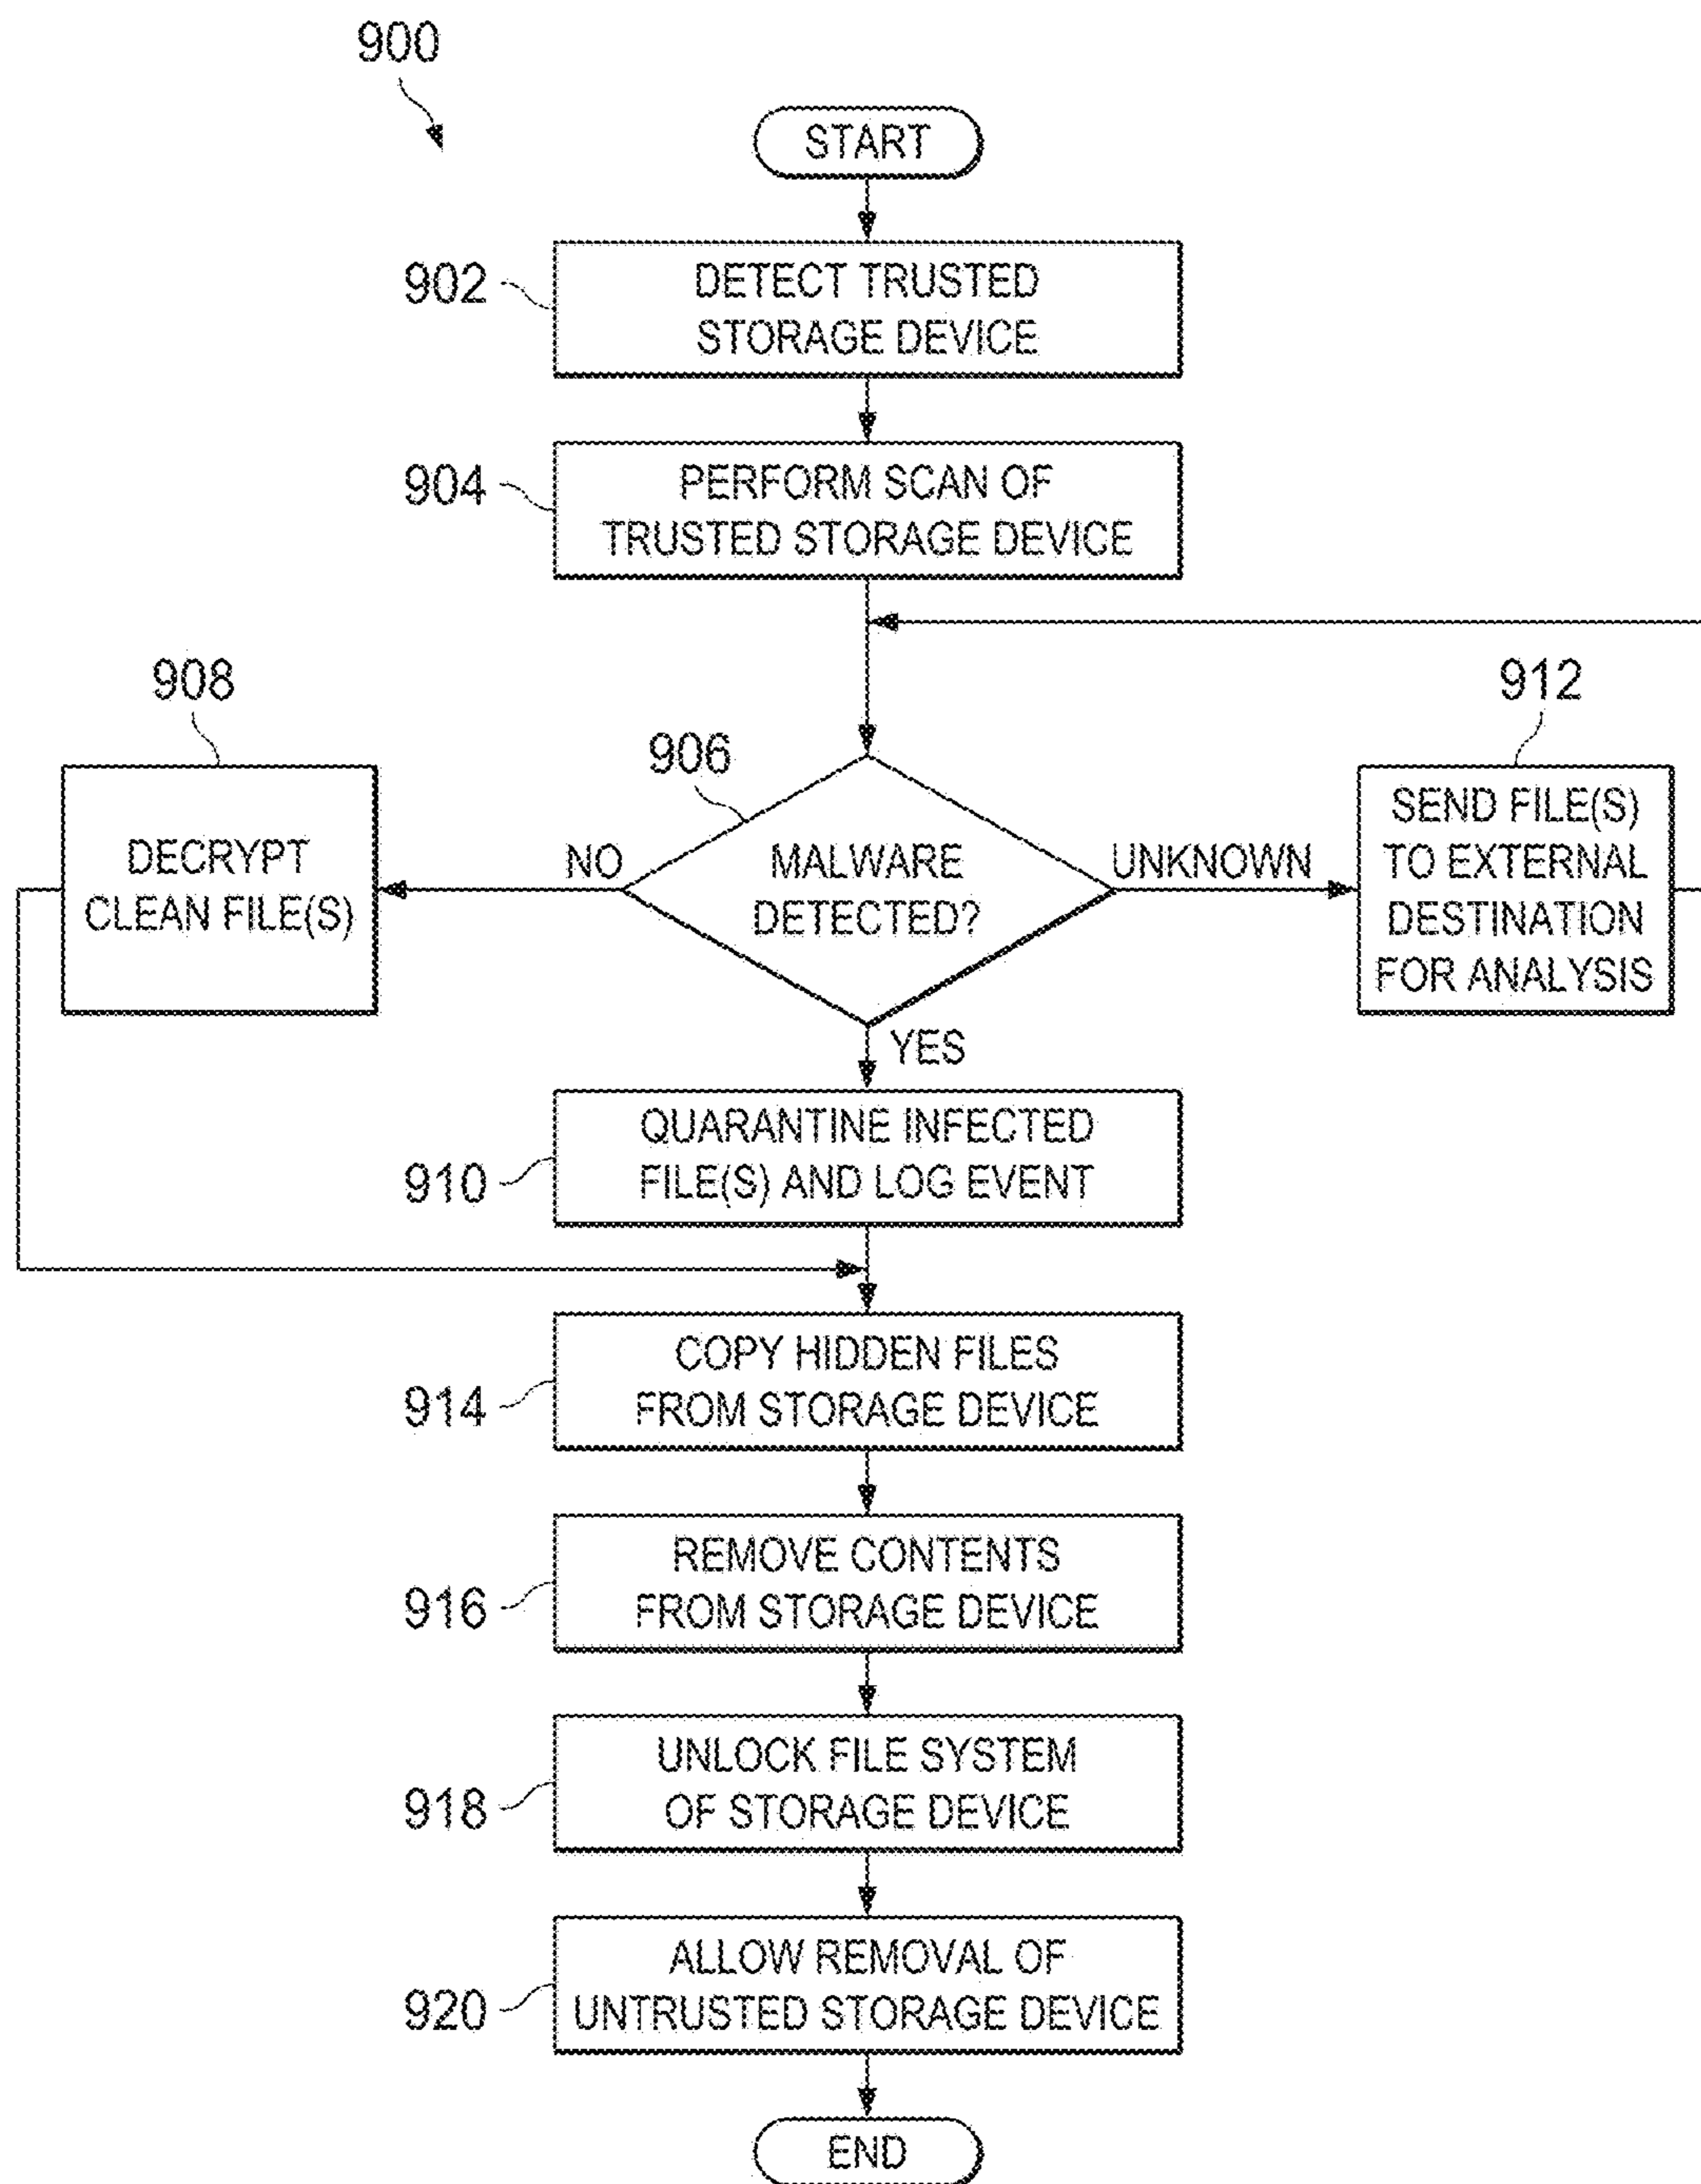 900
START
902
DETECT TRUSTED
STORAGE DEVICE
904
PERFORM SCAN OF
TRUSTED STORAGE DEVICE
908
DECRYPT
CLEAN FILE(S)
906
NO
MALWARE
DETECTED?
UNKNOWN
YES
912
SEND FILE(S)
TO EXTERNAL
DESTINATION
FOR ANALYSIS
910
QUARANTINE INFECTED
FILE(S) AND LOG EVENT
914
COPY HIDDEN FILES
FROM STORAGE DEVICE
916
REMOVE CONTENTS
FROM STORAGE DEVICE
918
UNLOCK FILE SYSTEM
OF STORAGE DEVICE
920
ALLOW REMOVAL OF
UNTRUSTED STORAGE DEVICE
END